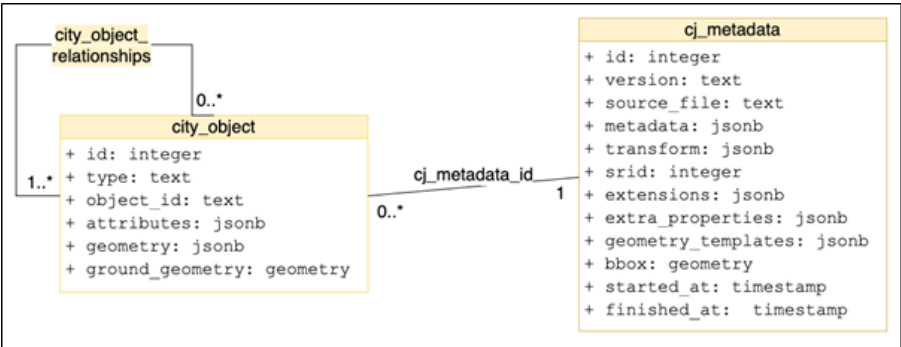 city_object_
relationships
0..*
city_object
+ id: integer
+ type: text
+ object_id: text
+ attributes: jsonb
+ geometry: jsonb
+ ground_geometry: geometry
1..*
cj_metadata_id
0..*
1
cj_metadata
+ id: integer
+ version: text
+ source_file: text
+ metadata: jsonb
+ transform: jsonb
+ srid: integer
+ extensions: jsonb
+ extra_properties: jsonb
+ geometry_templates: jsonb
+ bbox: geometry
+ started_at: timestamp
+ finished_at:  timestamp